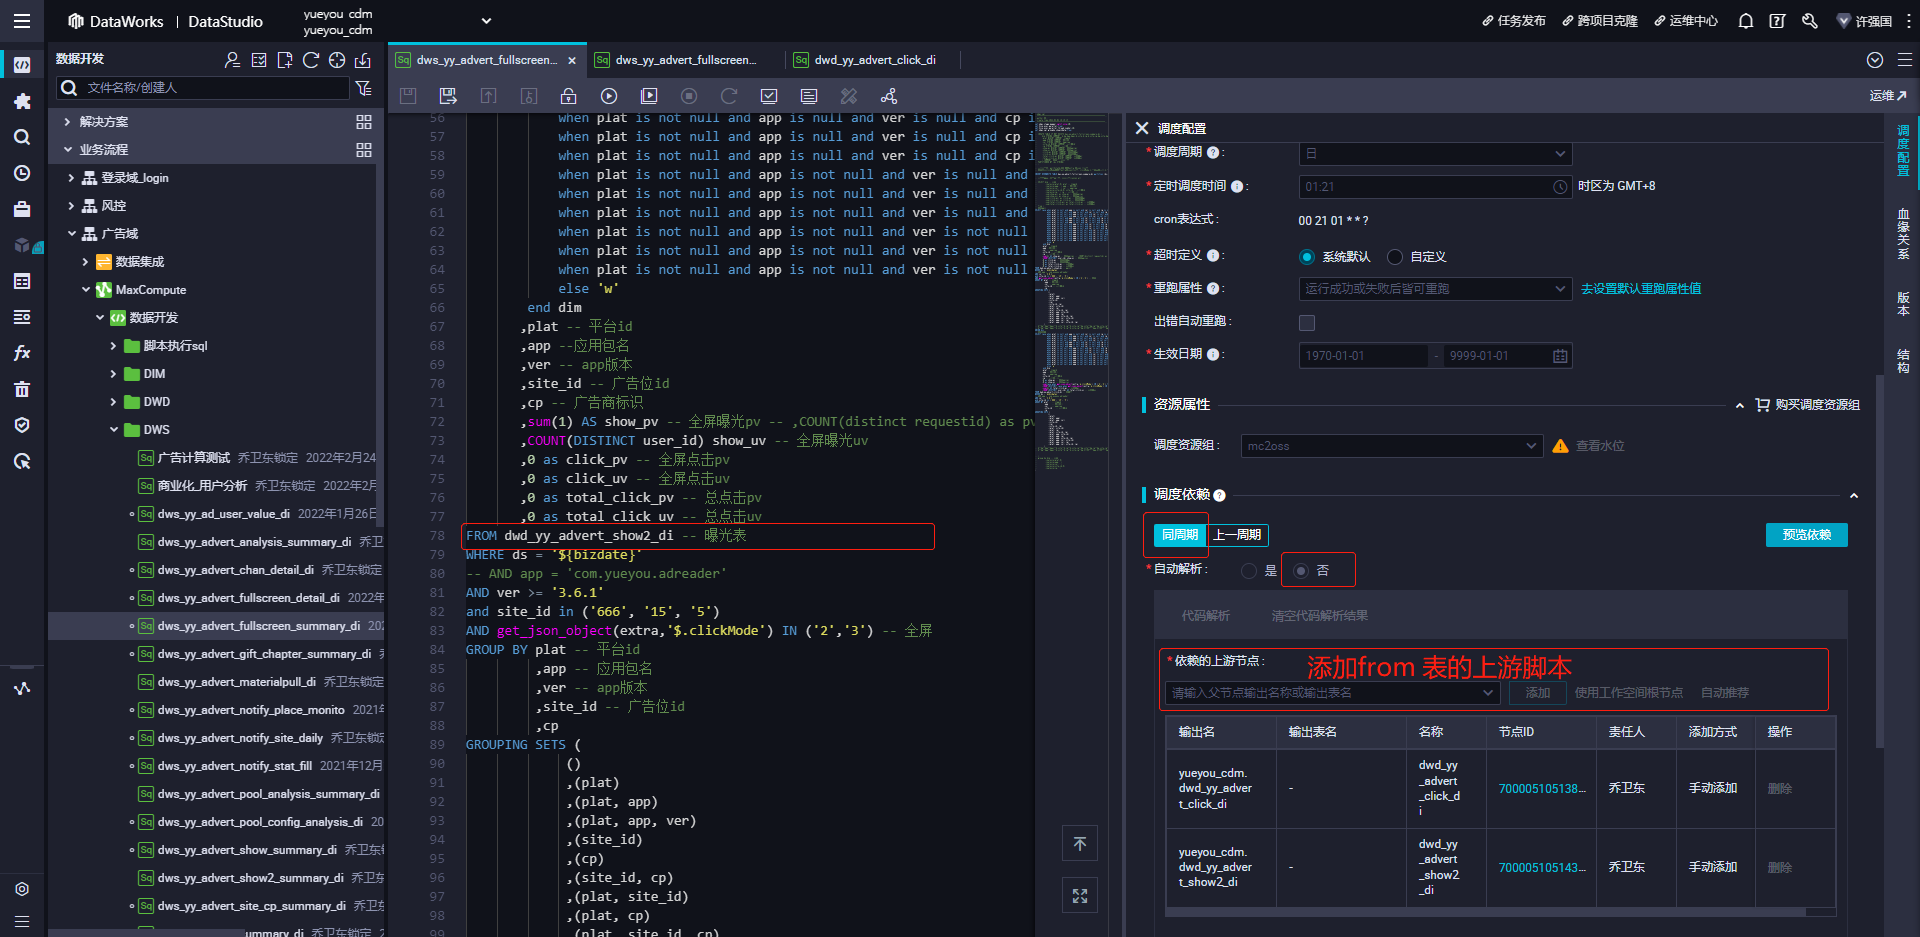 DataWorks | DataStudio
yueyou_cdm
yueyou_cdm
任务发布
跨项目克隆
运维中心
许强国
数据开发
文件名称/创建人
解决方案
业务流程
登录域_login
风控
广告域
数据集成
MaxCompute
数据开发
脚本执行sql
DIM
DWD
DWS
Sq 广告计算测试 乔卫东锁定 2022年2月24
Sq 商业化_用户分析 乔卫东锁定 2022年2月
Sq dws_yy_ad_user_value_di 2022年1月26日
Sq dws_yy_advert_analysis_summary_di 乔卫
Sq dws_yy_advert_chan_detail_di 乔卫东锁定
Sq dws_yy_advert_fullscreen_detail_di 2022年
Sq dws_yy_advert_fullscreen_summary_di 202
Sq dws_yy_advert_gift_chapter_summary_di
Sq dws_yy_advert_materialpull_di 乔卫东锁定
Sq dws_yy_advert_notify_place_monito 2021
Sq dws_yy_advert_notify_site_daily 乔卫东锁定
Sq dws_yy_advert_notify_stat_fill 2021年12月
Sq dws_yy_advert_pool_analysis_summary_di
Sq dws_yy_advert_pool_config_analysis_di 20
Sq dws_yy_advert_show_summary_di 乔卫东
Sq dws_yy_advert_show2_summary_di 乔卫东
Sq dws_yy_advert_site_cp_summary_di 乔卫东
ummary_di 乔卫东锁定 2
Sq dws_yy_advert_fullscreen... ×
Sq dws_yy_advert_fullscreen...
Sq dwd_yy_advert_click_di
运维
56 when plat is not null and app is null and ver is null and cp i
57 when plat is not null and app is null and ver is null and cp i
58 when plat is not null and app is null and ver is null and cp i
59 when plat is not null and app is not null and ver is null and
60 when plat is not null and app is not null and ver is null and
61 when plat is not null and app is not null and ver is null and
62 when plat is not null and app is not null and ver is not null
63 when plat is not null and app is not null and ver is not null
64 when plat is not null and app is not null and ver is not null
65 else 'w'
66 end dim
67 ,plat -- 平台id
68 ,app --应用包名
69 ,ver -- app版本
70 ,site_id -- 广告位id
71 ,cp -- 广告商标识
72 ,sum(1) AS show_pv -- 全屏曝光pv -- ,COUNT(distinct requestid) as pv
73 ,COUNT(DISTINCT user_id) show_uv -- 全屏曝光uv
74 ,0 as click_pv -- 全屏点击pv
75 ,0 as click_uv -- 全屏点击uv
76 ,0 as total_click_pv -- 总点击pv
77 ,0 as total_click_uv -- 总点击uv
78 FROM dwd_yy_advert_show2_di -- 曝光表
79 WHERE ds = '${bizdate}'
80 -- AND app = 'com.yueyou.adreader'
81 AND ver >= '3.6.1'
82 and site_id in ('666', '15', '5')
83 AND get_json_object(extra,'$.clickMode') IN ('2','3') -- 全屏
84 GROUP BY plat -- 平台id
85 ,app -- 应用包名
86 ,ver -- app版本
87 ,site_id -- 广告位id
88 ,cp
89 GROUPING SETS (
90 ()
91 ,(plat)
92 ,(plat, app)
93 ,(plat, app, ver)
94 ,(site_id)
95 ,(cp)
96 ,(site_id, cp)
97 ,(plat, site_id)
98 ,(plat, cp)
99 ,(plat, site_id, cp)
调度配置
*调度周期 ? : 日
*定时调度时间 : 01:21 时区为 GMT+8
cron表达式 : 00 21 01 * * ?
*超时定义 : 系统默认 自定义
*重跑属性 ? : 运行成功或失败后皆可重跑 去设置默认重跑属性值
出错自动重跑 :
*生效日期 : 1970-01-01 - 9999-01-01
资源属性
购买调度资源组
调度资源组 : mc2oss 查看水位
调度依赖 ?
同周期 上一周期 预览依赖
*自动解析 : 是 否
代码解析 清空代码解析结果
*依赖的上游节点 : 添加from 表的上游脚本
请输入父节点输出名称或输出表名 添加 使用工作空间根节点 自动推荐
输出名 输出表名 名称 节点ID 责任人 添加方式 操作
yueyou_cdm.
dwd_yy_adver
t_click_di
-
dwd_yy
_advert
_click_d
i
700005105138...
乔卫东
手动添加
删除
yueyou_cdm.
dwd_yy_adver
t_show2_di
-
dwd_yy
_advert
_show2
_di
700005105143...
乔卫东
手动添加
删除
调度配置
血缘关系
版本
结构